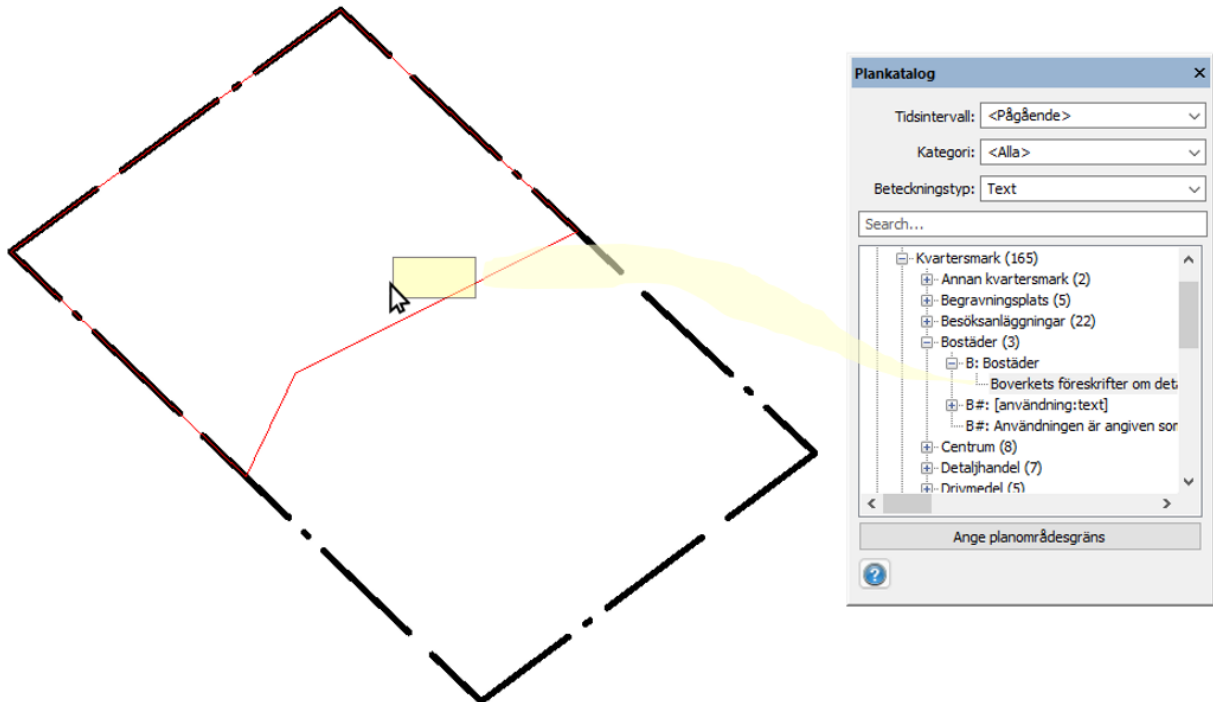 Plankatalog
Tidsintervall: <Pågående>
Kategori: <Alla>
Beteckningstyp: Text
Search...
Kvartersmark (165)
Annan kvartersmark (2)
Begravningsplats (5)
Besöksanläggningar (22)
Bostäder (3)
B: Bostäder
Boverkets föreskrifter om deta
B#: [användning:text]
B#: Användningen är angiven som
Centrum (8)
Detaljhandel (7)
Drivmedel (5)
Ange planområdesgräns